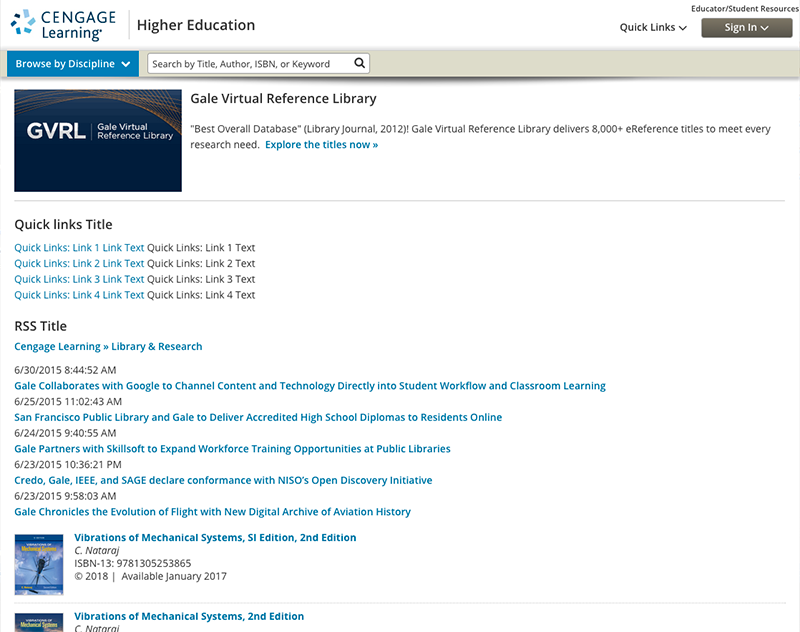 Educator/Student Resources
CENGAGE
Learning
Higher Education
Quick Links
Sign In
Browse by Discipline
Search by Title, Author, ISBN, or Keyword
Gale Virtual Reference Library
GVRL | Gale Virtual
Reference Library
"Best Overall Database" (Library Journal, 2012)! Gale Virtual Reference Library delivers 8,000+ eReference titles to meet every
research need. Explore the titles now »
Quick links Title
Quick Links: Link 1 Link Text Quick Links: Link 1 Text
Quick Links: Link 2 Link Text Quick Links: Link 2 Text
Quick Links: Link 3 Link Text Quick Links: Link 3 Text
Quick Links: Link 4 Link Text Quick Links: Link 4 Text
RSS Title
Cengage Learning » Library & Research
6/30/2015 8:44:52 AM
Gale Collaborates with Google to Channel Content and Technology Directly into Student Workflow and Classroom Learning
6/25/2015 11:02:43 AM
San Francisco Public Library and Gale to Deliver Accredited High School Diplomas to Residents Online
6/24/2015 9:40:55 AM
Gale Partners with Skillsoft to Expand Workforce Training Opportunities at Public Libraries
6/23/2015 10:36:21 PM
Credo, Gale, IEEE, and SAGE declare conformance with NISO's Open Discovery Initiative
6/23/2015 9:58:03 AM
Gale Chronicles the Evolution of Flight with New Digital Archive of Aviation History
Vibrations of Mechanical Systems, SI Edition, 2nd Edition
C. Nataraj
ISBN-13: 9781305253865
© 2018 | Available January 2017
Vibrations of Mechanical Systems, 2nd Edition
C. Nataraj